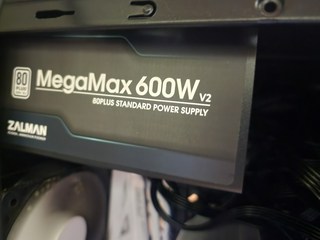 80
PLUS
MegaMax 600W V2
80PLUS STANDARD POWER SUPPLY
ZALMAN